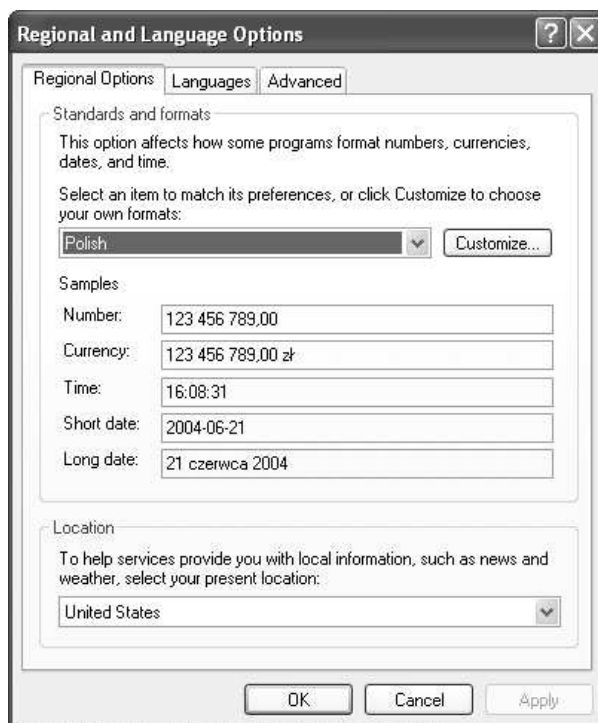 Regional and Language Options
Regional Options Languages Advanced
Standards and formats
This option affects how some programs format numbers, currencies,
dates, and time.
Select an item to match its preferences, or click Customize to choose
your own formats:
Polish Customize...
Samples
Number: 123 456 789,00
Currency: 123 456 789,00 zł
Time: 16:08:31
Short date: 2004-06-21
Long date: 21 czerwca 2004
Location
To help services provide you with local information, such as news and
weather, select your present location:
United States
OK Cancel Apply